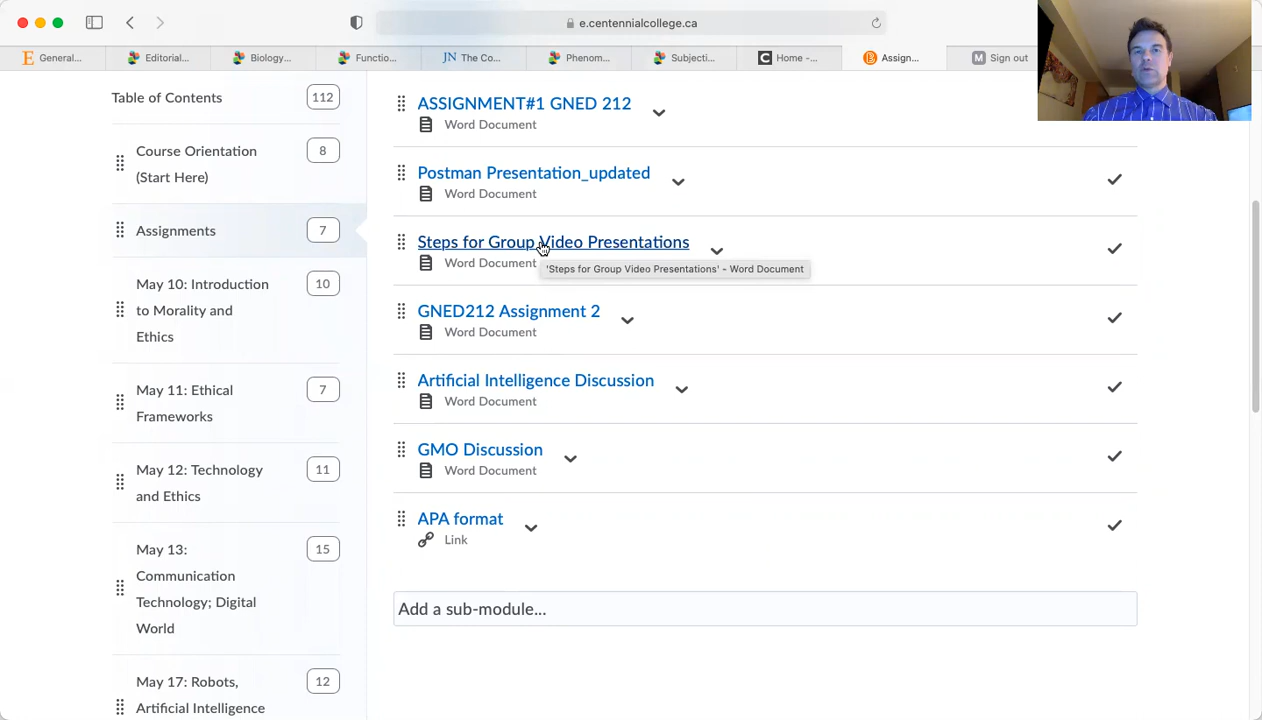 e.centennialcollege.ca
General...
Editorial...
Biology...
Functio...
JN The Co...
Phenom...
Subjecti...
Home -...
Assign...
M Sign out
Table of Contents 112
Course Orientation
(Start Here)
8
Assignments 7
May 10: Introduction
to Morality and
Ethics
10
May 11: Ethical
Frameworks
7
May 12: Technology
and Ethics
11
May 13:
Communication
Technology; Digital
World
15
May 17: Robots,
Artificial Intelligence
12
ASSIGNMENT#1 GNED 212
Word Document
Postman Presentation_updated
Word Document
Steps for Group Video Presentations
Word Document
'Steps for Group Video Presentations' - Word Document
GNED212 Assignment 2
Word Document
Artificial Intelligence Discussion
Word Document
GMO Discussion
Word Document
APA format
Link
Add a sub-module...